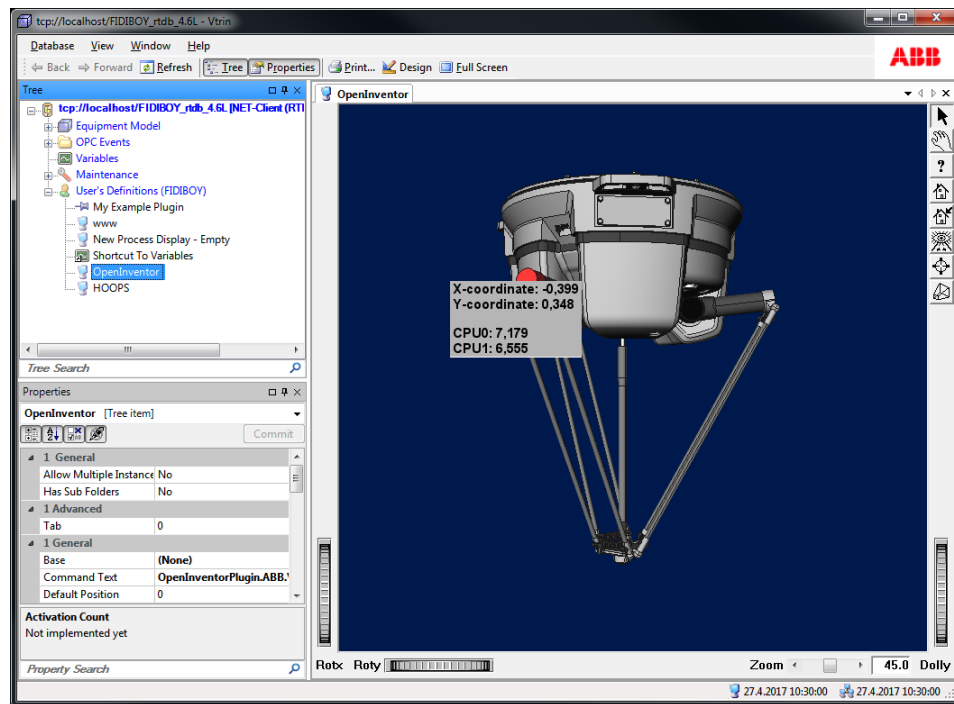 tcp://localhost/FIDIBOY_rtdb_4.6L - Vtrin
Database View Window Help
Back Forward Refresh Tree Properties Print... Design Full Screen
ABB
Tree
tcp://localhost/FIDIBOY_rtdb_4.6L [NET-Client (RTI
Equipment Model
OPC Events
Variables
Maintenance
User's Definitions (FIDIBOY)
My Example Plugin
www
New Process Display - Empty
Shortcut To Variables
OpenInventor
HOOPS
Tree Search
Properties
OpenInventor [Tree item]
Commit
1 General
Allow Multiple Instance No
Has Sub Folders No
1 Advanced
Tab 0
1 General
Base (None)
Command Text OpenInventorPlugin.ABB.
Default Position 0
Activation Count
Not implemented yet
Property Search
OpenInventor
X-coordinate: -0,399
Y-coordinate: 0,348
CPU0: 7,179
CPU1: 6,555
?
Rotx Roty Zoom 45.0 Dolly
27.4.2017 10:30:00 27.4.2017 10:30:00